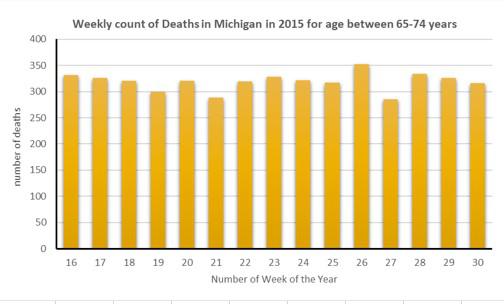 Weekly count of Deaths in Michigan in 2015 for age between 65-74 years
400
350
300
250
200
150
100
50
0
number of deaths
16 17 18 19 20 21 22 23 24 25 26 27 28 29 30
Number of Week of the Year